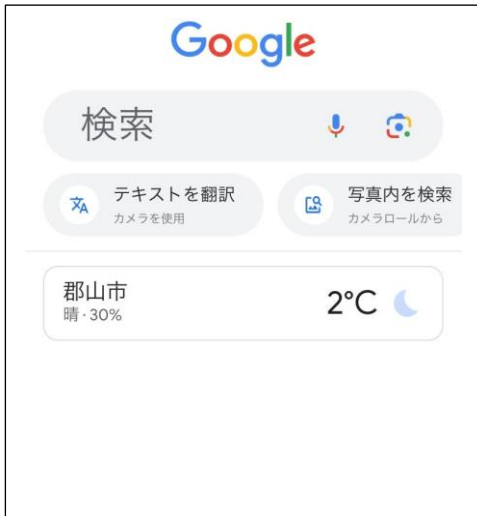 Google
検索
テキストを翻訳
カメラを使用
写真内を検索
カメラロールから
郡山市
晴·30%
2°C